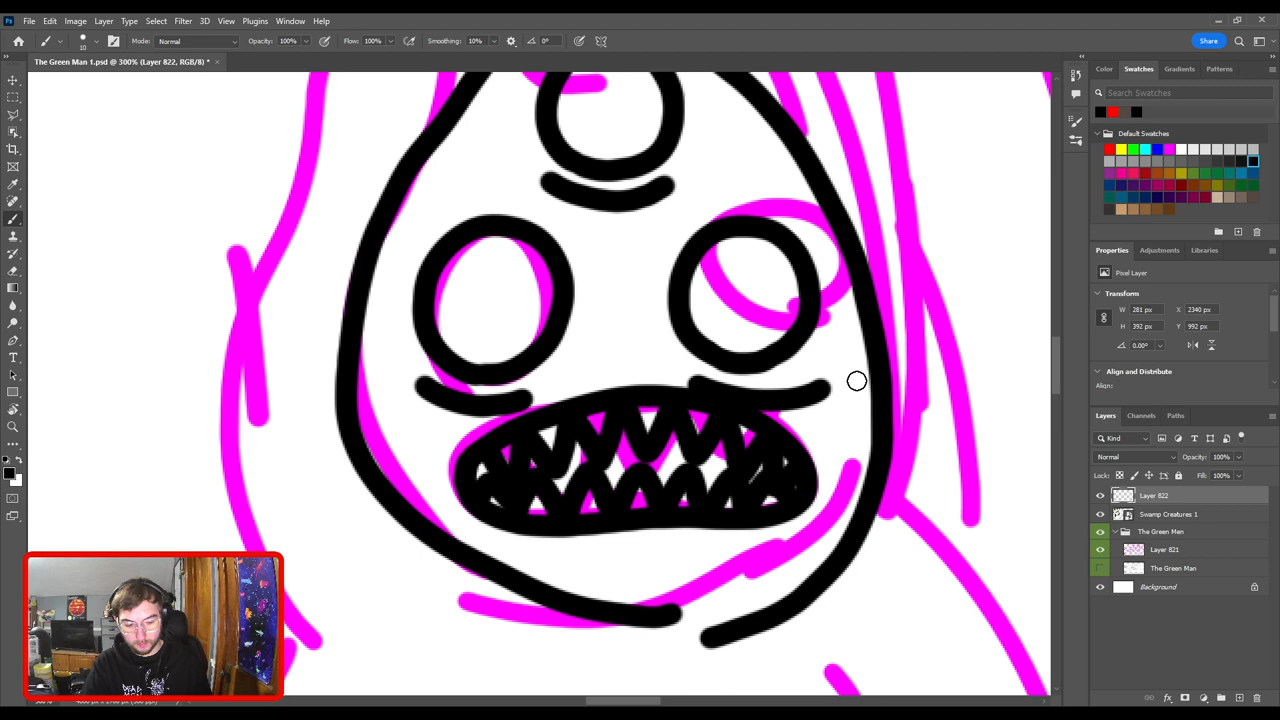 Ps File Edit Image Layer Type Select Filter 3D View Plugins Window Help
10 Mode: Normal Opacity: 100% Flow: 100% Smoothing: 10% 0° Share
The Green Man 1.psd @ 300% (Layer 822, RGB/8) * ×
Color Swatches Gradients Patterns
Search Swatches
Default Swatches
Properties Adjustments Libraries
Pixel Layer
Transform
W 281 px X 2340 px
H 392 px Y 992 px
0.00°
Align and Distribute
Align:
Layers Channels Paths
Kind
Normal Opacity: 100%
Lock: Fill: 100%
Layer 822
Swamp Creatures 1
The Green Men
Layer 821
The Green Man
Background